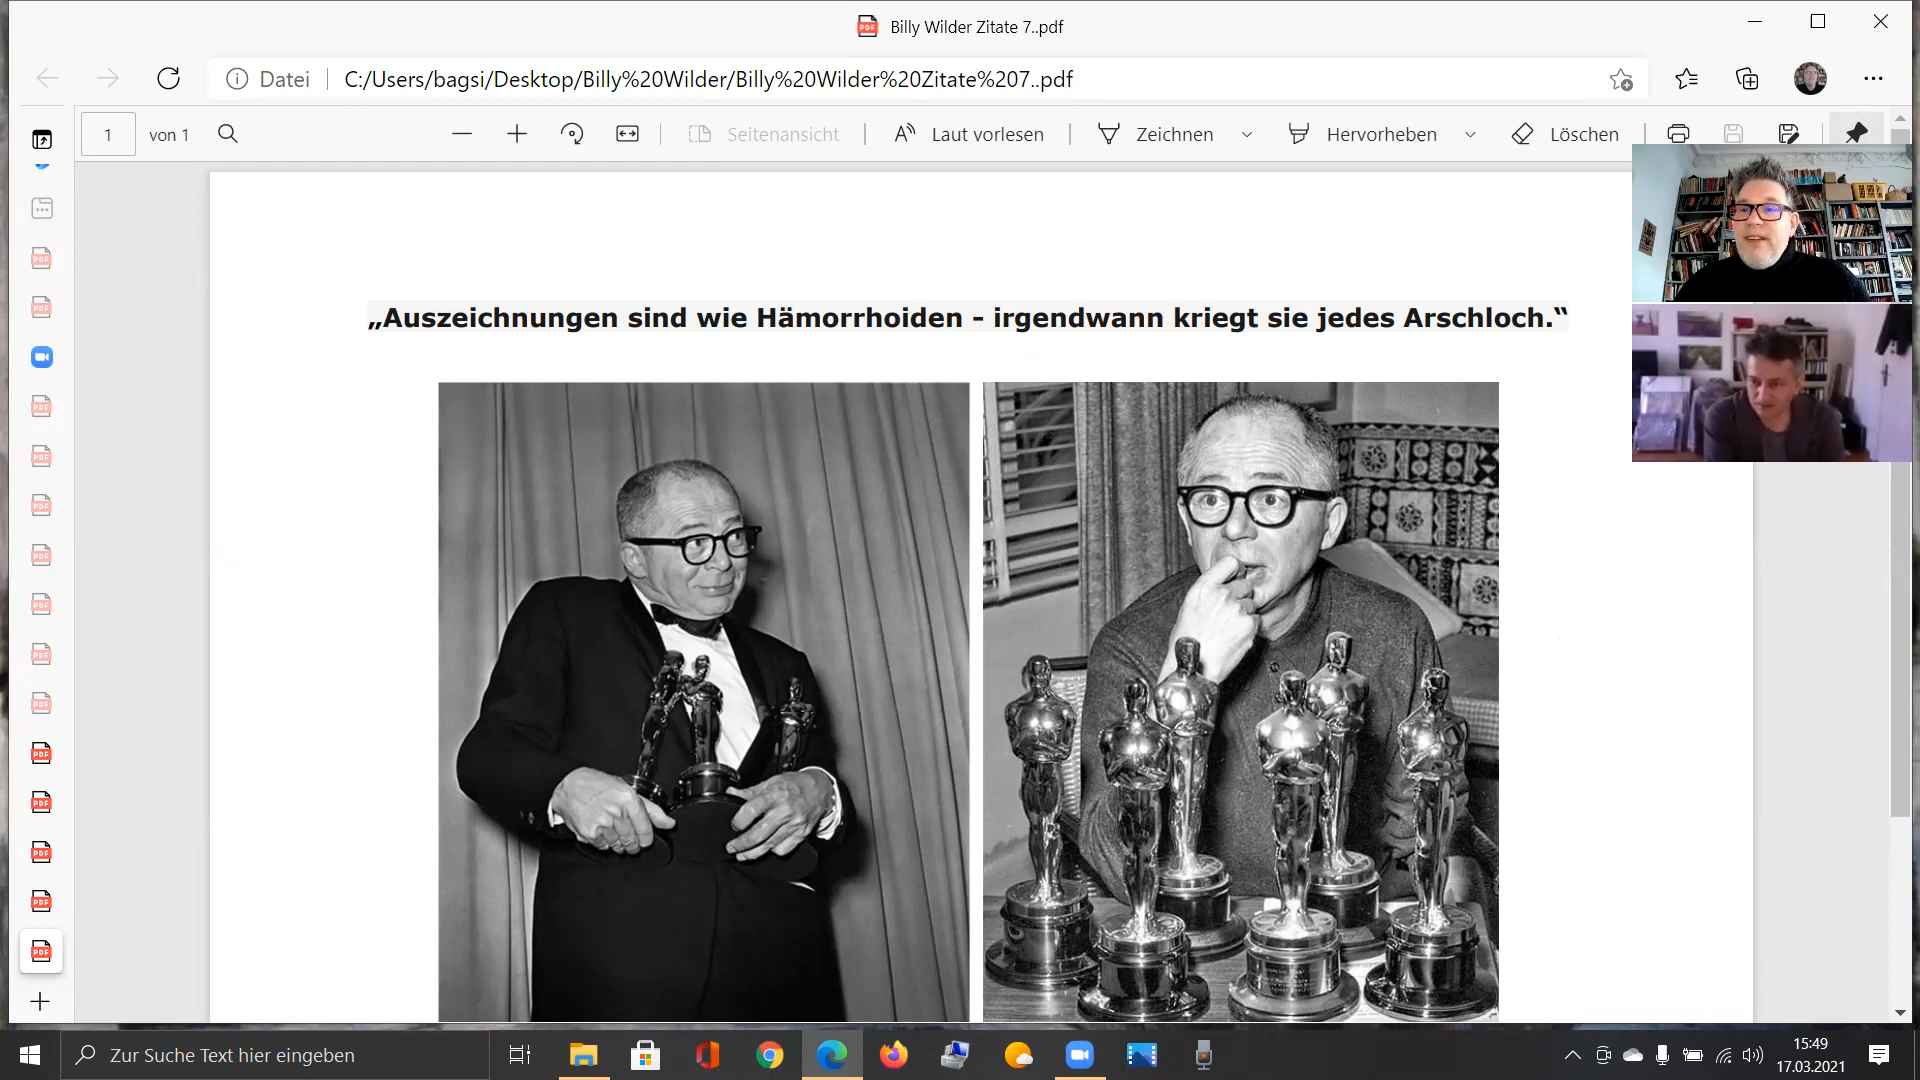 Billy Wilder Zitate 7..pdf
Datei C:/Users/bagsi/Desktop/Billy%20Wilder/Billy%20Wilder%20Zitate%207..pdf
1 von 1 Seitenansicht Laut vorlesen Zeichnen Hervorheben Löschen
„Auszeichnungen sind wie Hämorrhoiden - irgendwann kriegt sie jedes Arschloch.“
Zur Suche Text hier eingeben
15:49
17.03.2021